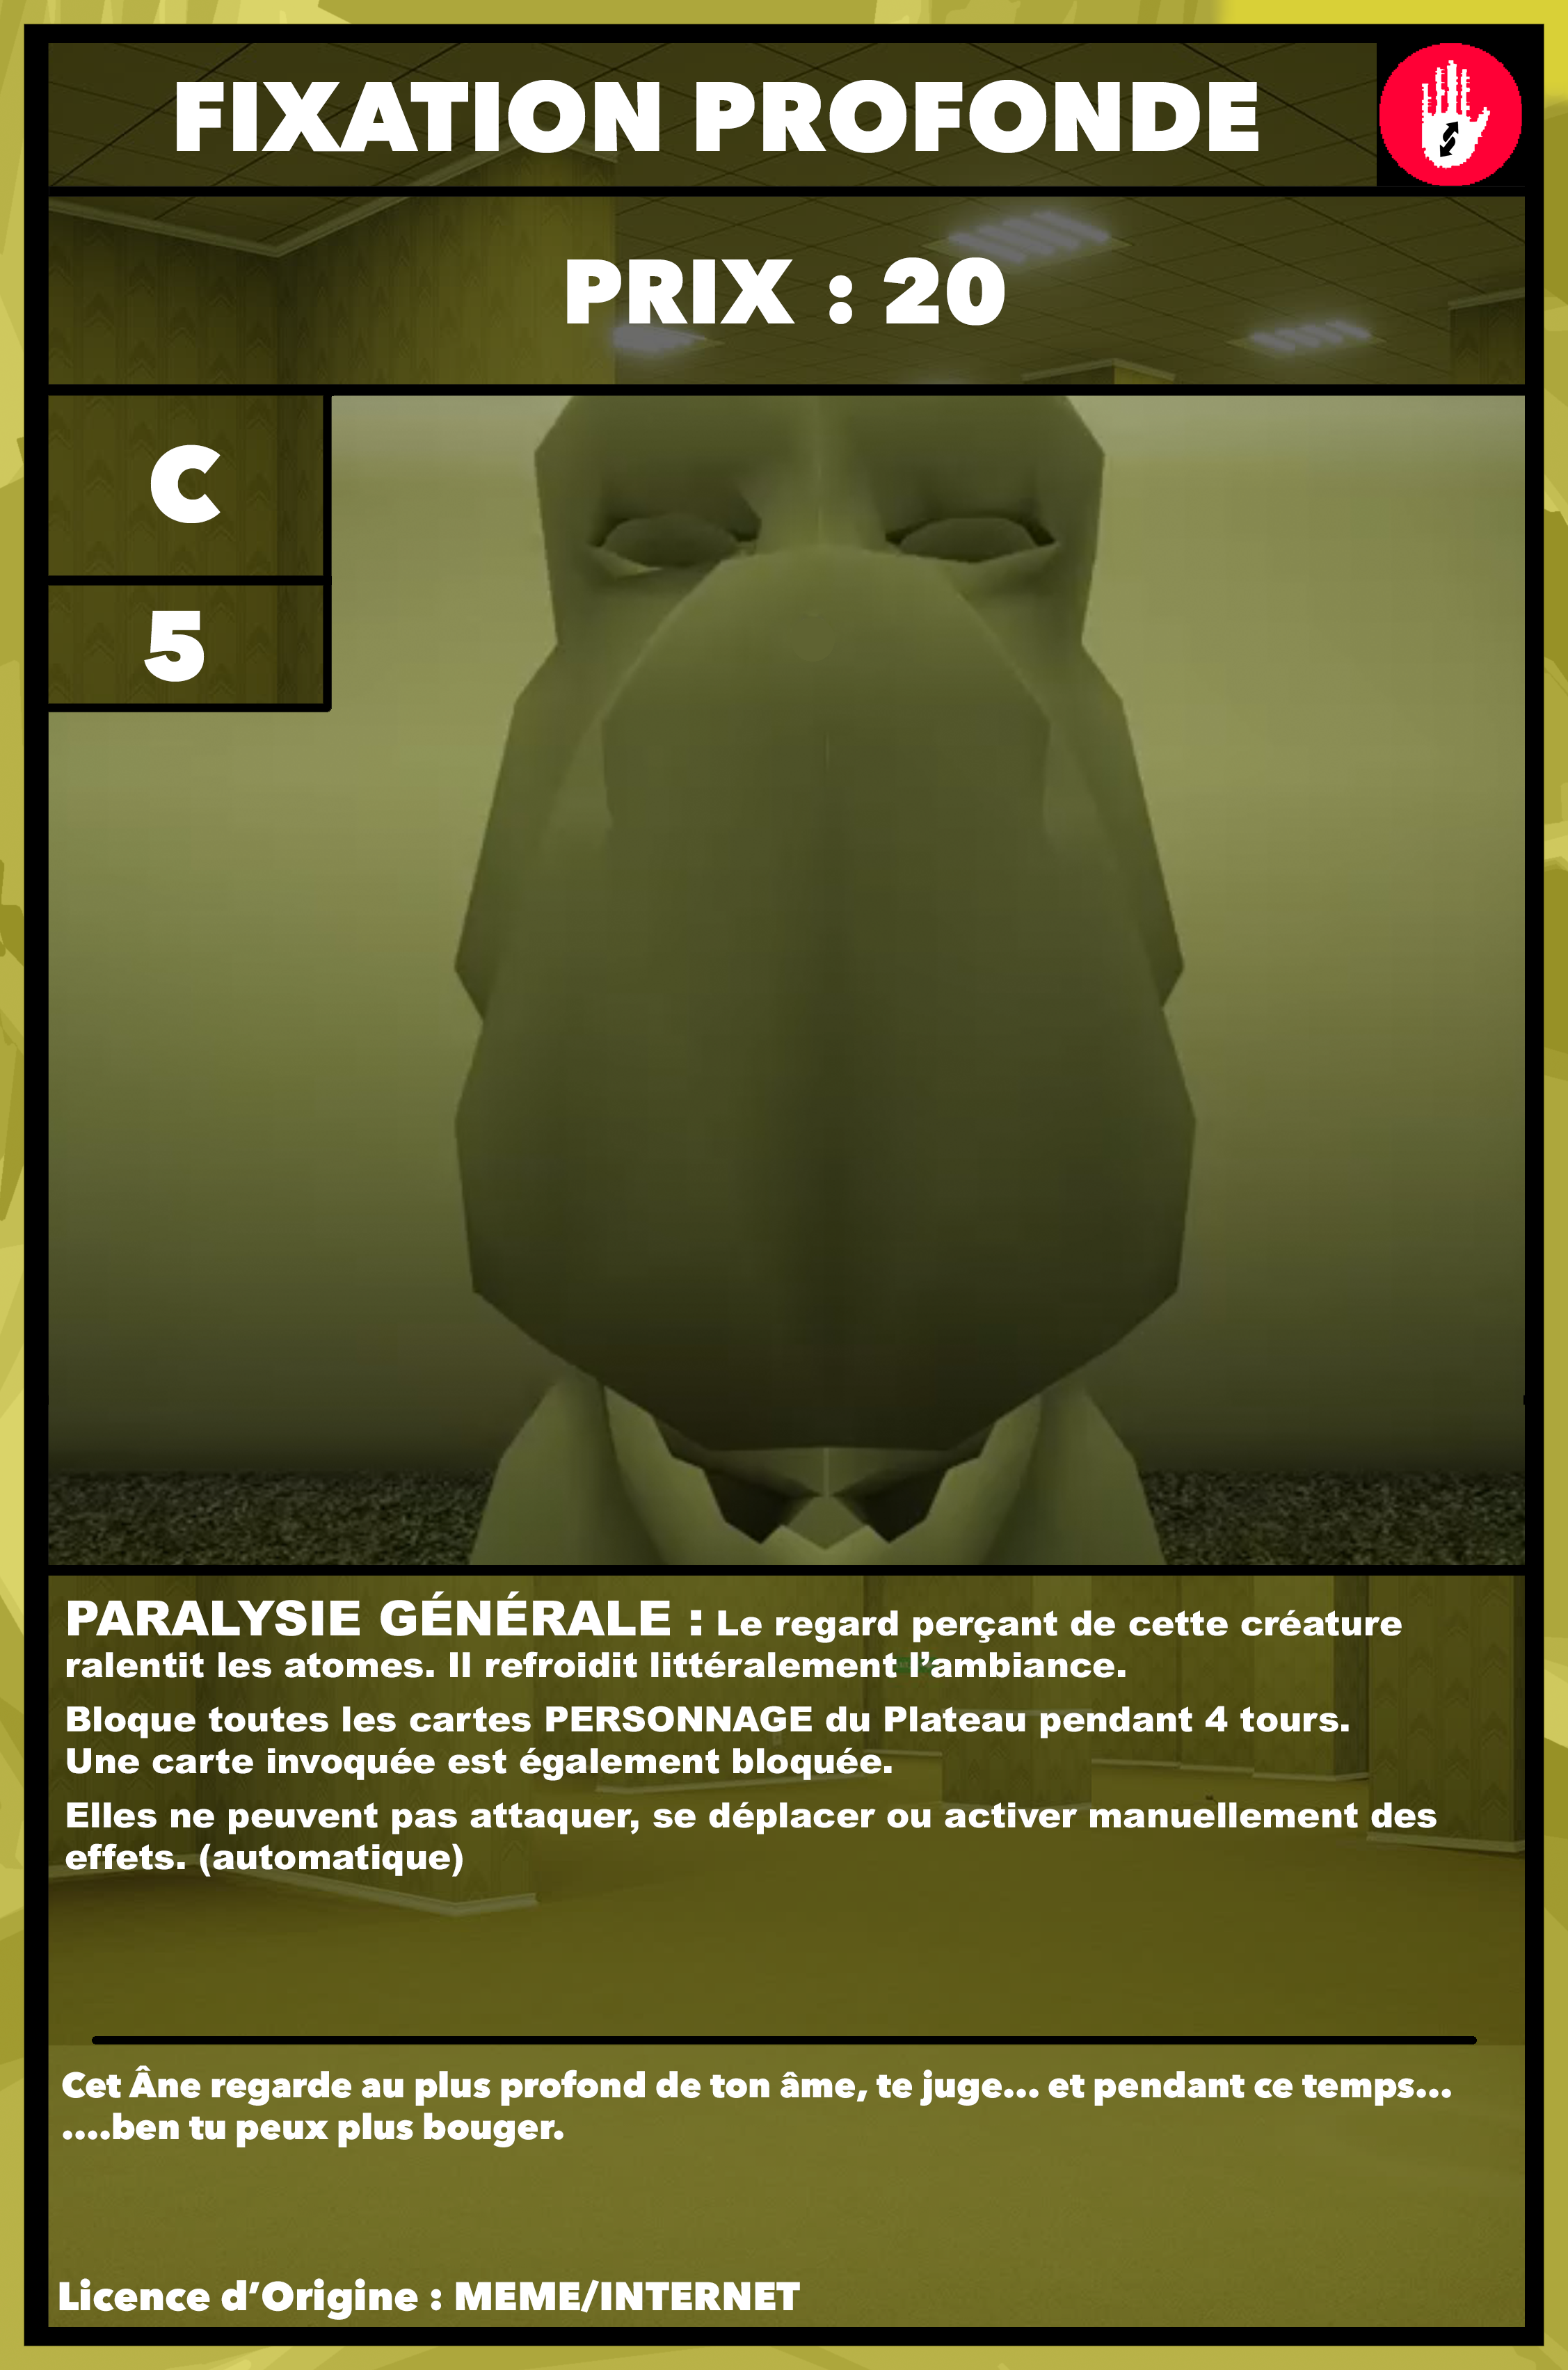 FIXATION PROFONDE
PRIX : 20
C
5
PARALYSIE GÉNÉRALE : Le regard perçant de cette créature
ralentit les atomes. Il refroidit littéralement l’ambiance.
Bloque toutes les cartes PERSONNAGE du Plateau pendant 4 tours.
Une carte invoquée est également bloquée.
Elles ne peuvent pas attaquer, se déplacer ou activer manuellement des
effets. (automatique)
Cet Âne regarde au plus profond de ton âme, te juge... et pendant ce temps...
....ben tu peux plus bouger.
Licence d’Origine : MEME/INTERNET